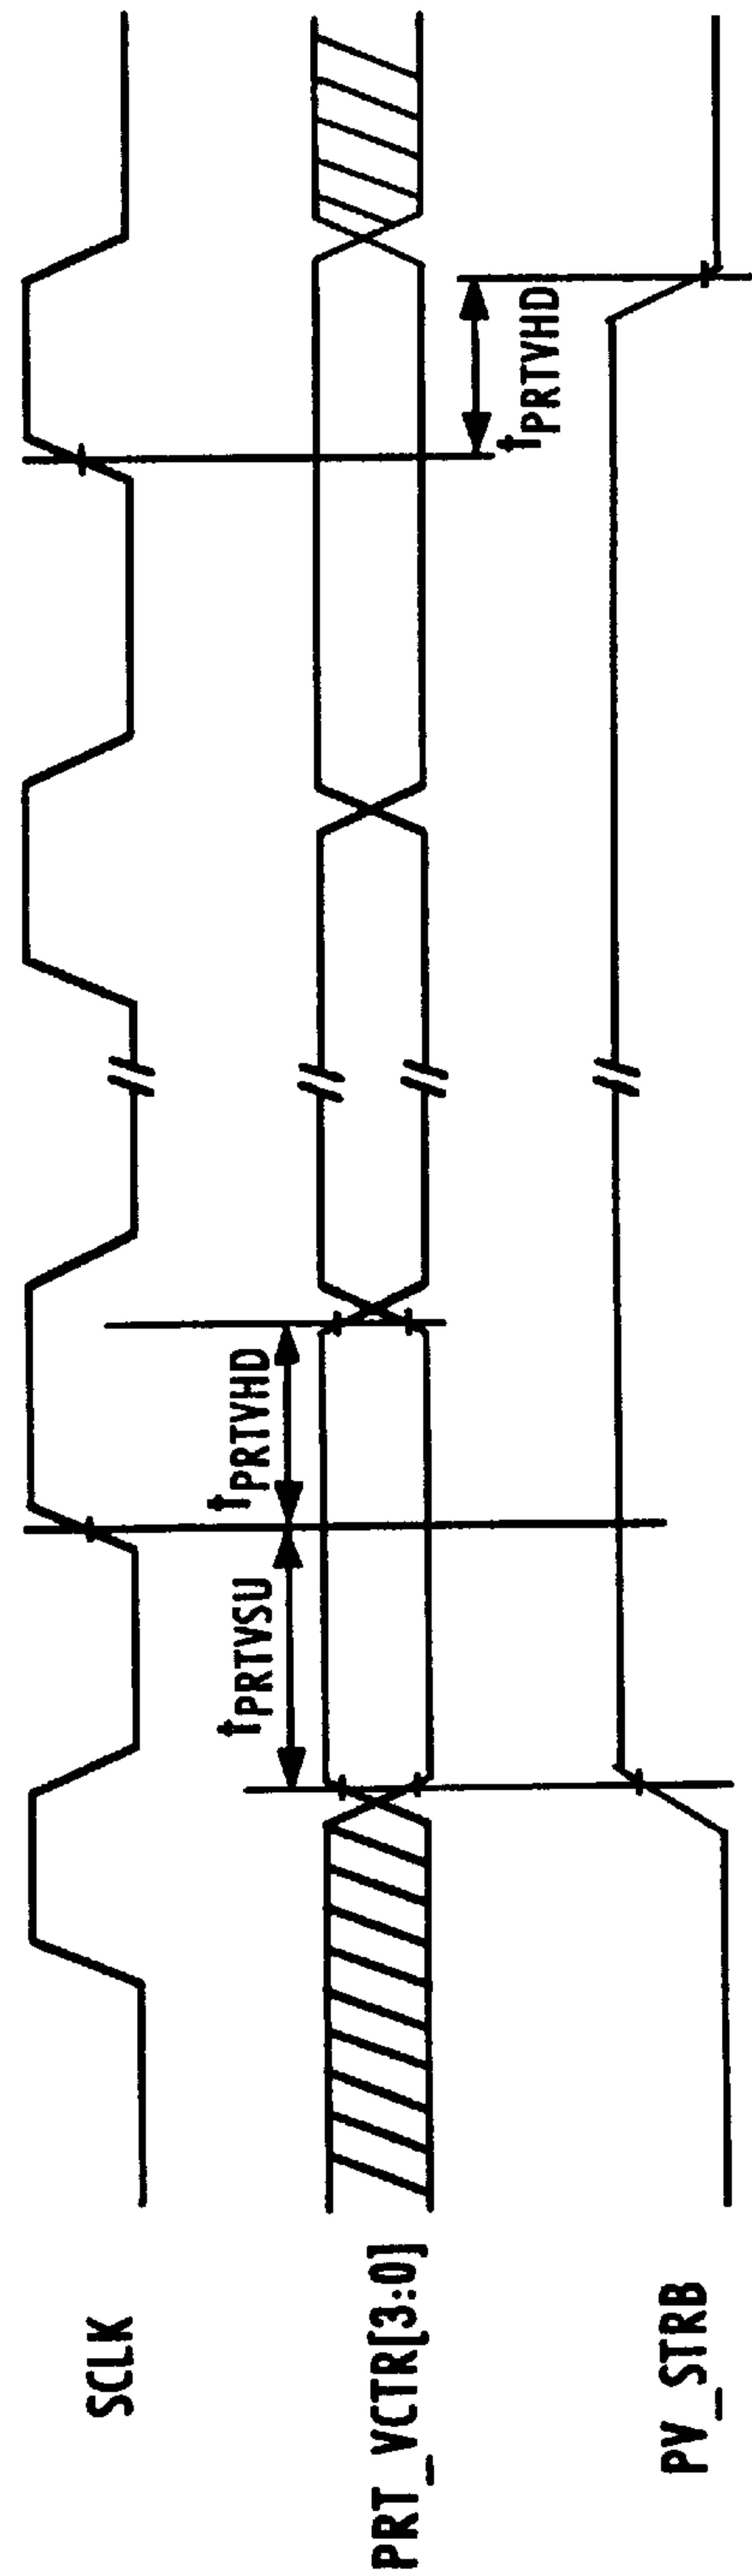 SCLK
tPRTVSU
tPRTVHD
PRT_VCTR[3:0]
tPRTVHD
PV_STRB